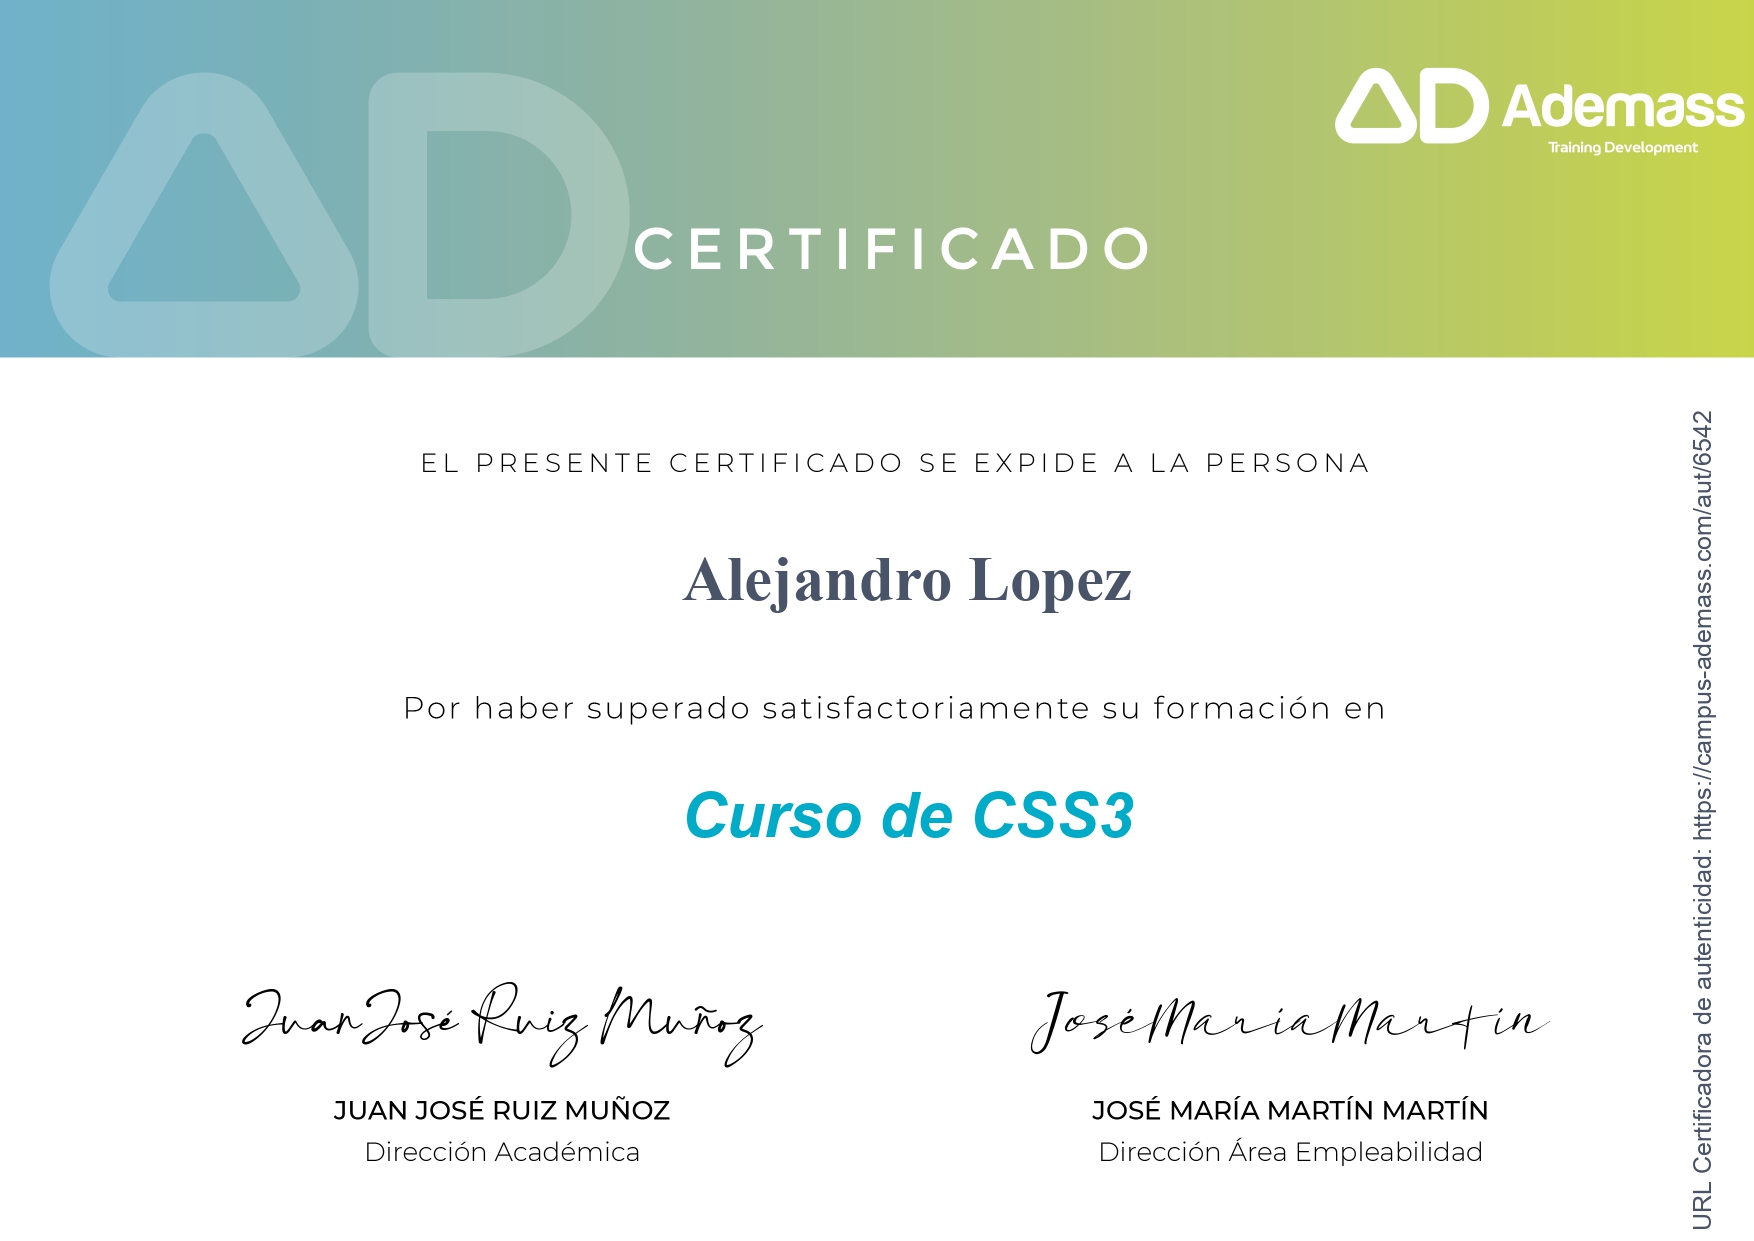 AD Ademass
Training Development
CERTIFICADO
EL PRESENTE CERTIFICADO SE EXPIDE A LA PERSONA
Alejandro Lopez
Por haber superado satisfactoriamente su formación en
Curso de CSS3
Juan José Ruiz Muñoz
José María Martín
JUAN JOSÉ RUIZ MUÑOZ
JOSÉ MARÍA MARTÍN MARTÍN
Dirección Académica
Dirección Área Empleabilidad
URL Certificadora de autenticidad: https://campus-ademass.com/aut/6542